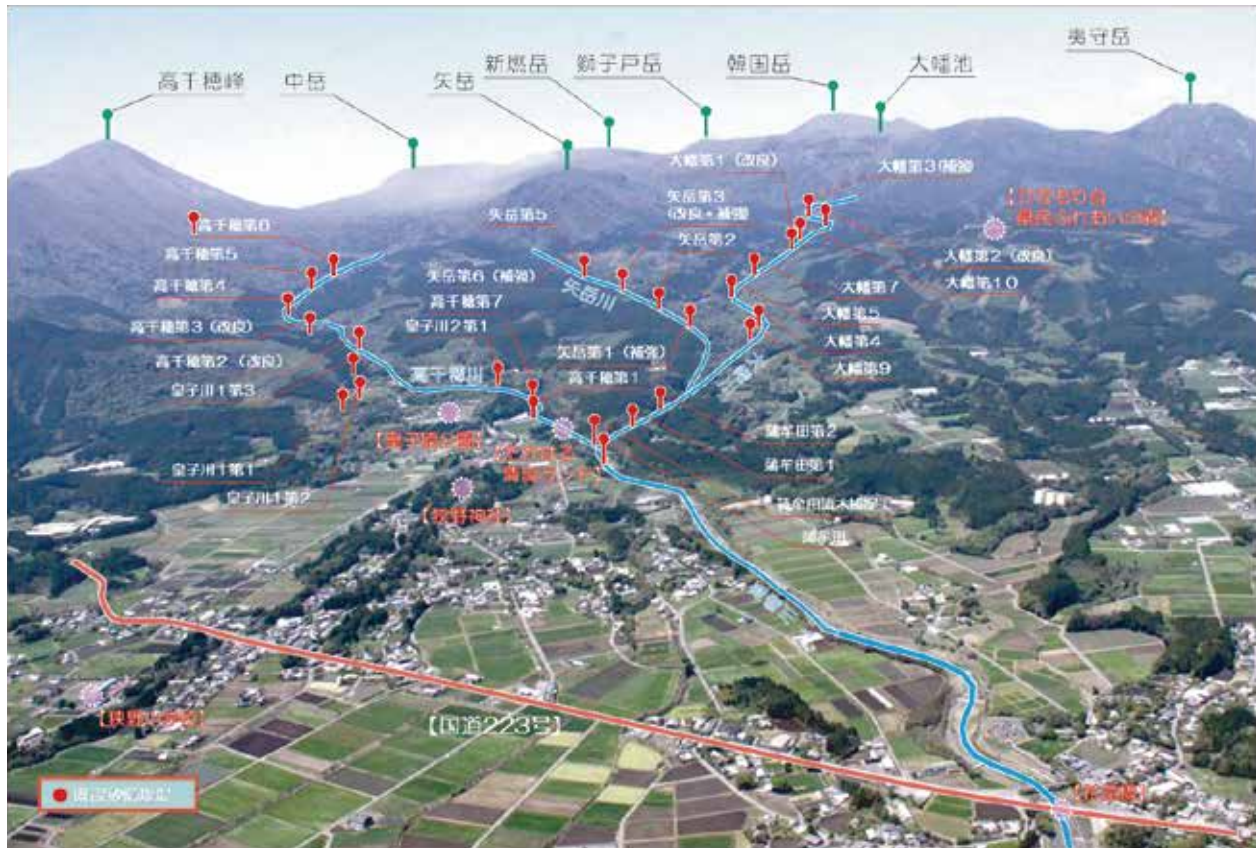 高千穂峰
中岳
矢岳
新燃岳
獅子戸岳
韓国岳
大幡池
夷守岳
大幡第1（改良）
大幡第3（補強）
矢岳第5
矢岳第3
（改良・補強）
矢岳第2
高千穂第6
高千穂第5
高千穂第4
高千穂第3（改良）
高千穂第2（改良）
皇子川1第3
皇子川1第1
皇子川1第2
矢岳第6（補強）
高千穂第7
皇子川2第1
矢岳川
矢岳第1（補強）
高千穂第1
高千穂川
大幡第2（改良）
大幡第10
大幡第7
大幡第5
大幡第4
大幡第9
蒲牟田第2
蒲牟田第1
蒲牟田
【国道223号】